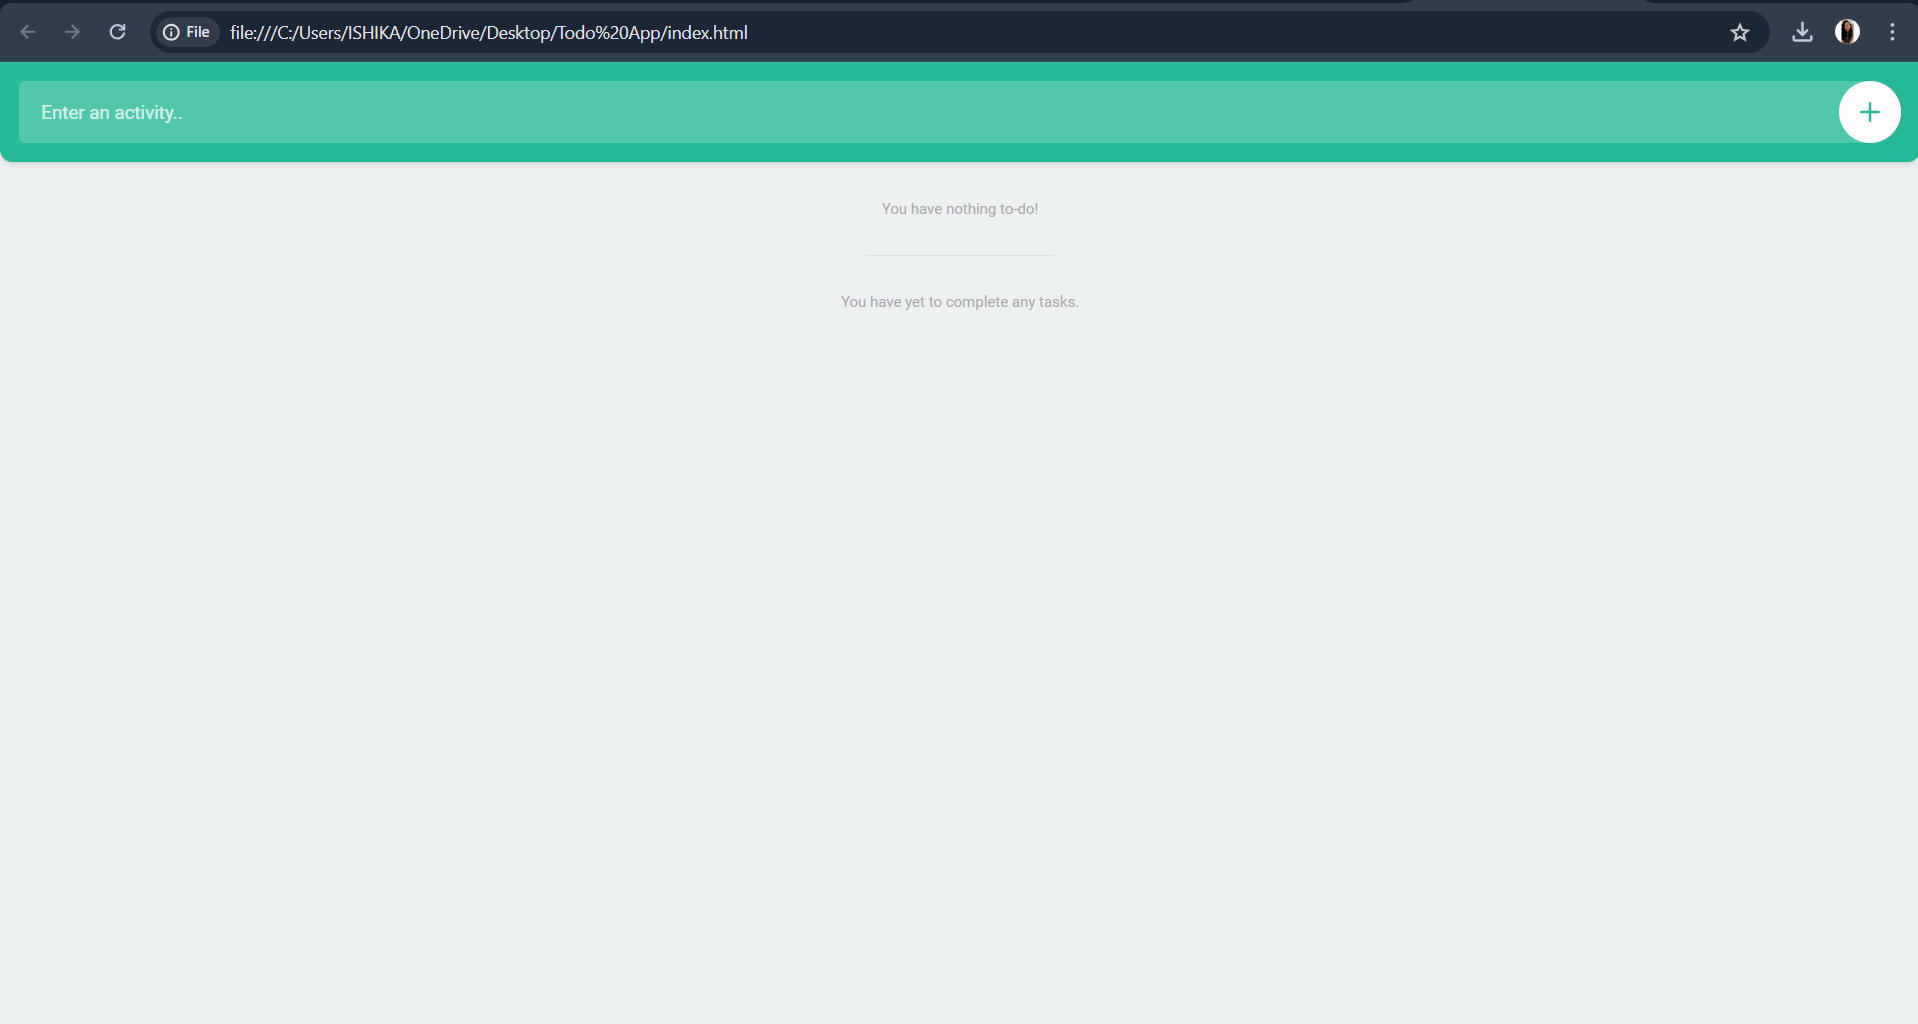 File file:///C:/Users/ISHIKA/OneDrive/Desktop/Todo%20App/index.html
Enter an activity..
You have nothing to-do!
You have yet to complete any tasks.